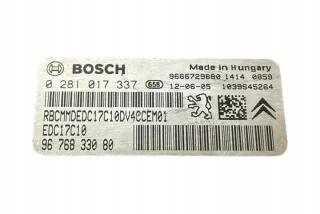 BOSCH
Made in Hungary
9666729680 1414 0859
0 281 017 337 656 12-06-05 1039S45264
RBCMMDEDC17C10DV4CCEM01
EDC17C10
96 768 330 80